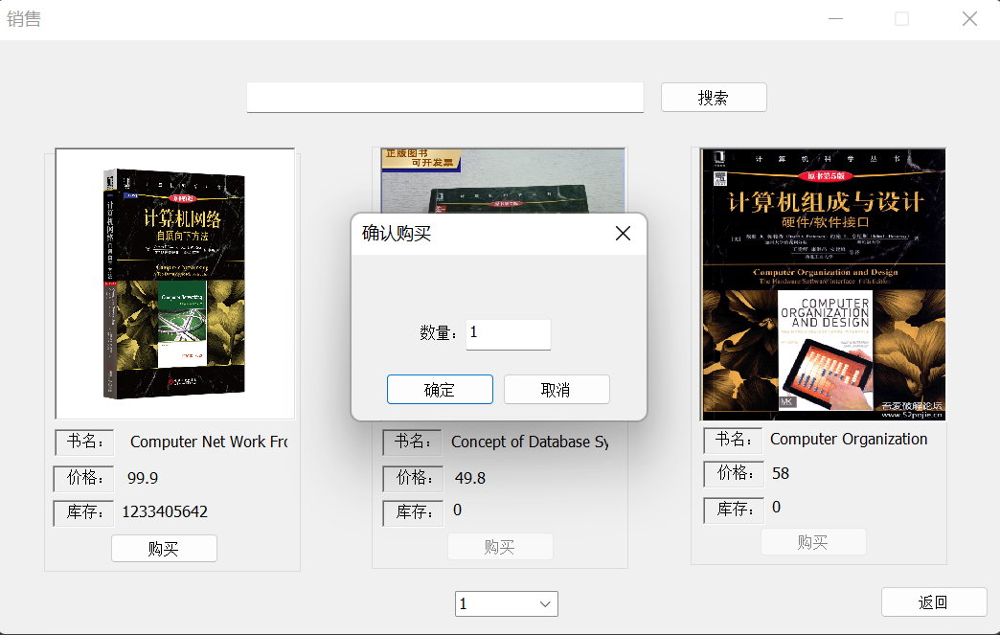 销售
搜索
正版图书
可开发票
计算机网络
自顶向下方法
计算机科学丛书
原书第5版
计算机组成与设计
硬件/软件接口
Computer Organization and Design
The Hardware/Software Interface, Fifth Edition
COMPUTER
ORGANIZATION
AND DESIGN
MK
吾爱破解论坛
www.52pojie.cn
确认购买
数量： 1
确定 取消
书名： Computer Net Work Fro
价格： 99.9
库存： 1233405642
购买
书名： Concept of Database Sy
价格： 49.8
库存： 0
购买
书名： Computer Organization
价格： 58
库存： 0
购买
1
返回